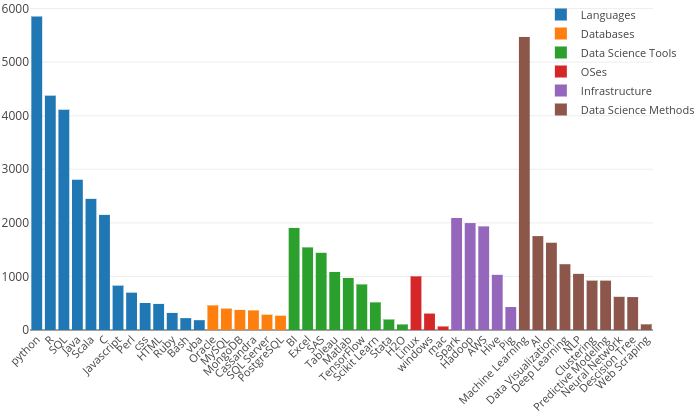 6000
5000
4000
3000
2000
1000
0
Languages
Databases
Data Science Tools
OSes
Infrastructure
Data Science Methods
python
R
SQL
Java
Scala
C
Javascript
Perl
css
HTML
Ruby
Bash
vba
Oracle
MySQL
MongoDB
Cassandra
SQL Server
PostgreSQL
BI
Excel
SAS
Tableau
Matlab
TensorFlow
Scikit Learn
Stata
H2O
Linux
windows
mac
Spark
Hadoop
AWS
Hive
Pig
Machine Learning
AI
Data Visualization
Deep Learning
NLP
Clustering
Predictive Modeling
Neural Network
Descision Tree
Web Scraping